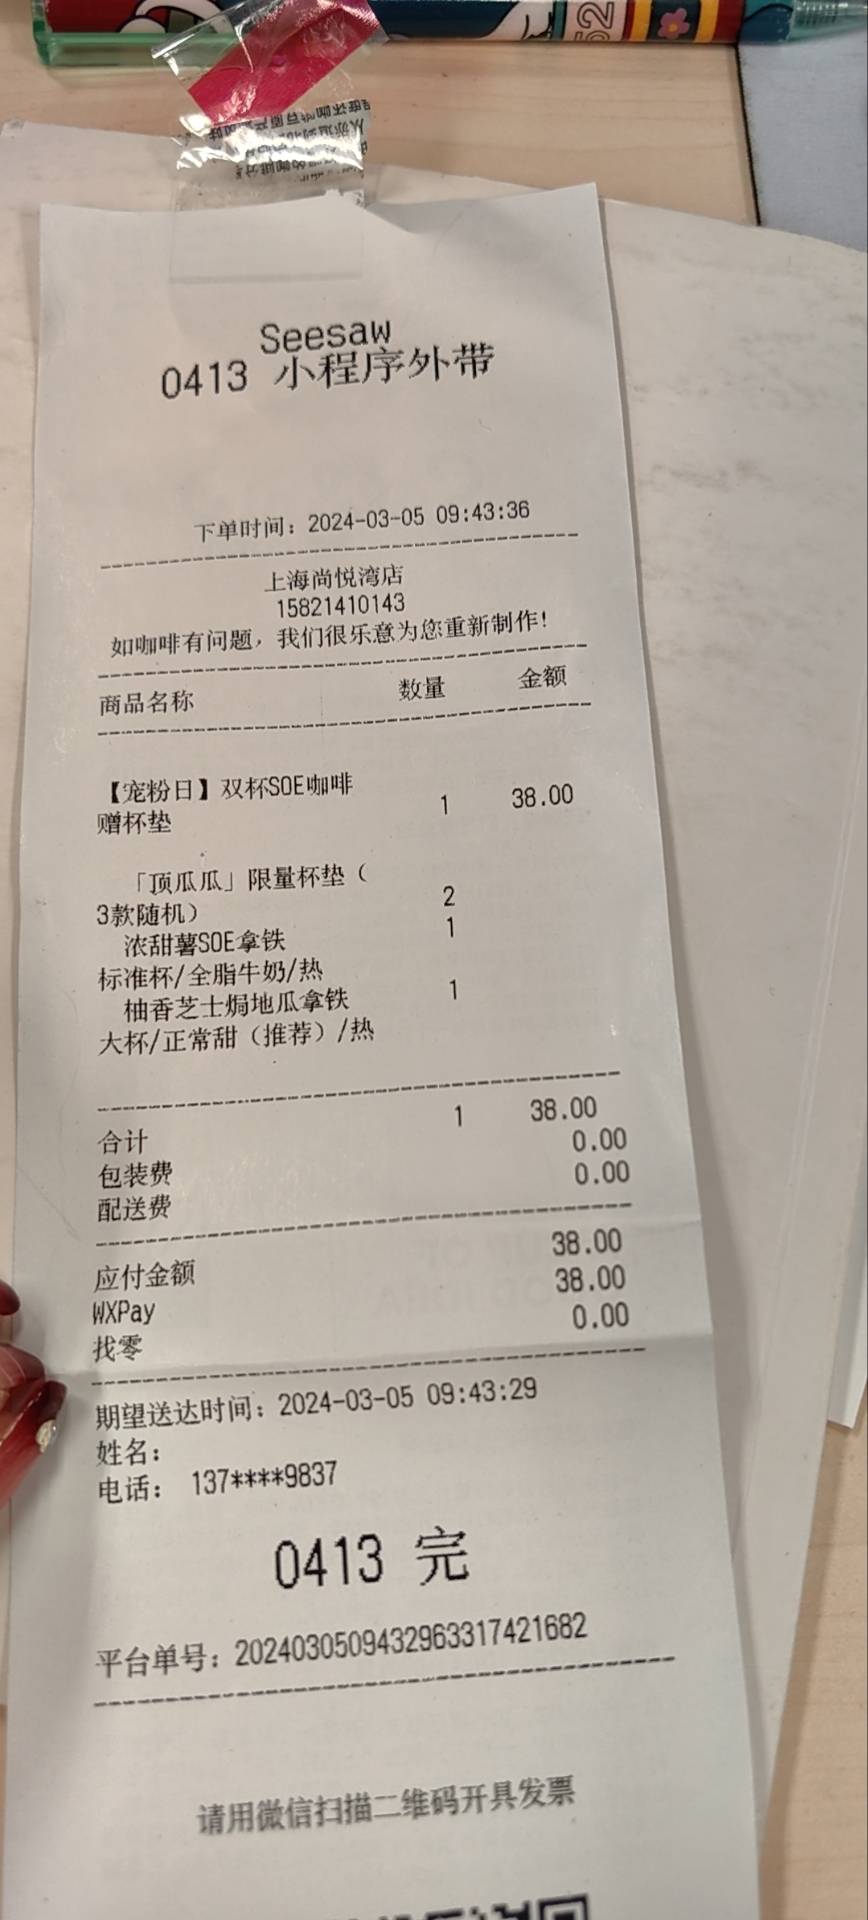 52
Seesaw
0413 小程序外带
下单时间：2024-03-05 09:43:36
上海尚悦湾店
15821410143
如咖啡有问题，我们很乐意为您重新制作！
商品名称 数量 金额
【宠粉日】双杯SOE咖啡
赠杯垫 1 38.00
「顶瓜瓜」限量杯垫（
3款随机） 2
浓甜薯SOE拿铁 1
标准杯/全脂牛奶/热
柚香芝士焗地瓜拿铁 1
大杯/正常甜（推荐）/热
合计 1 38.00
包装费 0.00
配送费 0.00
应付金额 38.00
WXPay 38.00
找零 0.00
期望送达时间：2024-03-05 09:43:29
姓名：
电话： 137****9837
0413 完
平台单号：2024030509432963317421682
请用微信扫描二维码开具发票